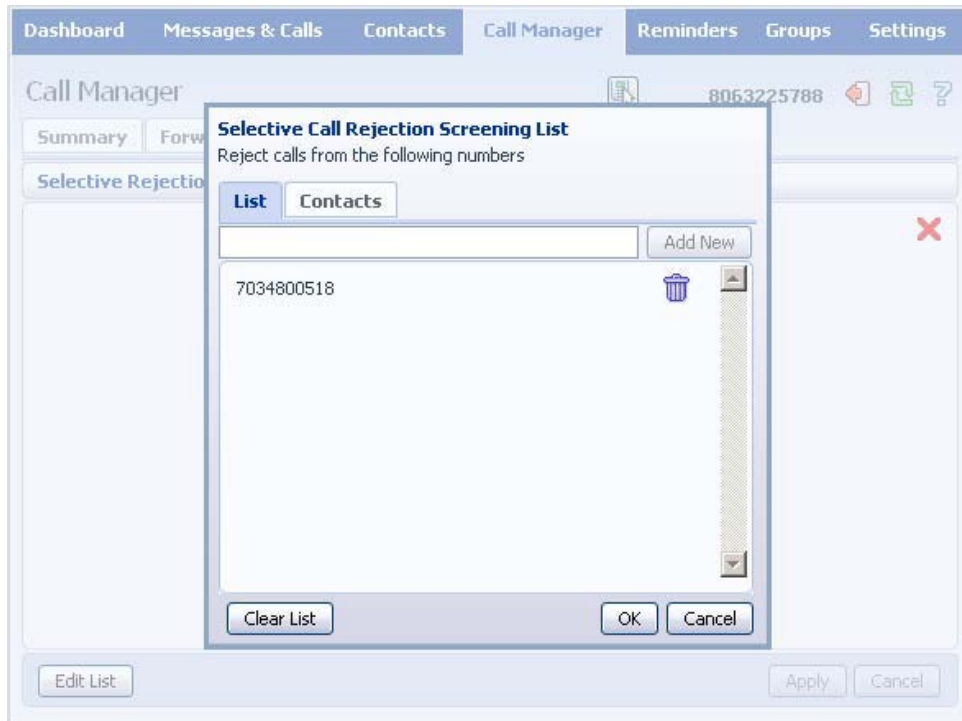 Dashboard Messages & Calls Contacts Call Manager Reminders Groups Settings
Call Manager 8063225788
Summary Forw
Selective Rejectio
Selective Call Rejection Screening List
Reject calls from the following numbers
List Contacts
Add New
7034800518
Clear List OK Cancel
Edit List Apply Cancel